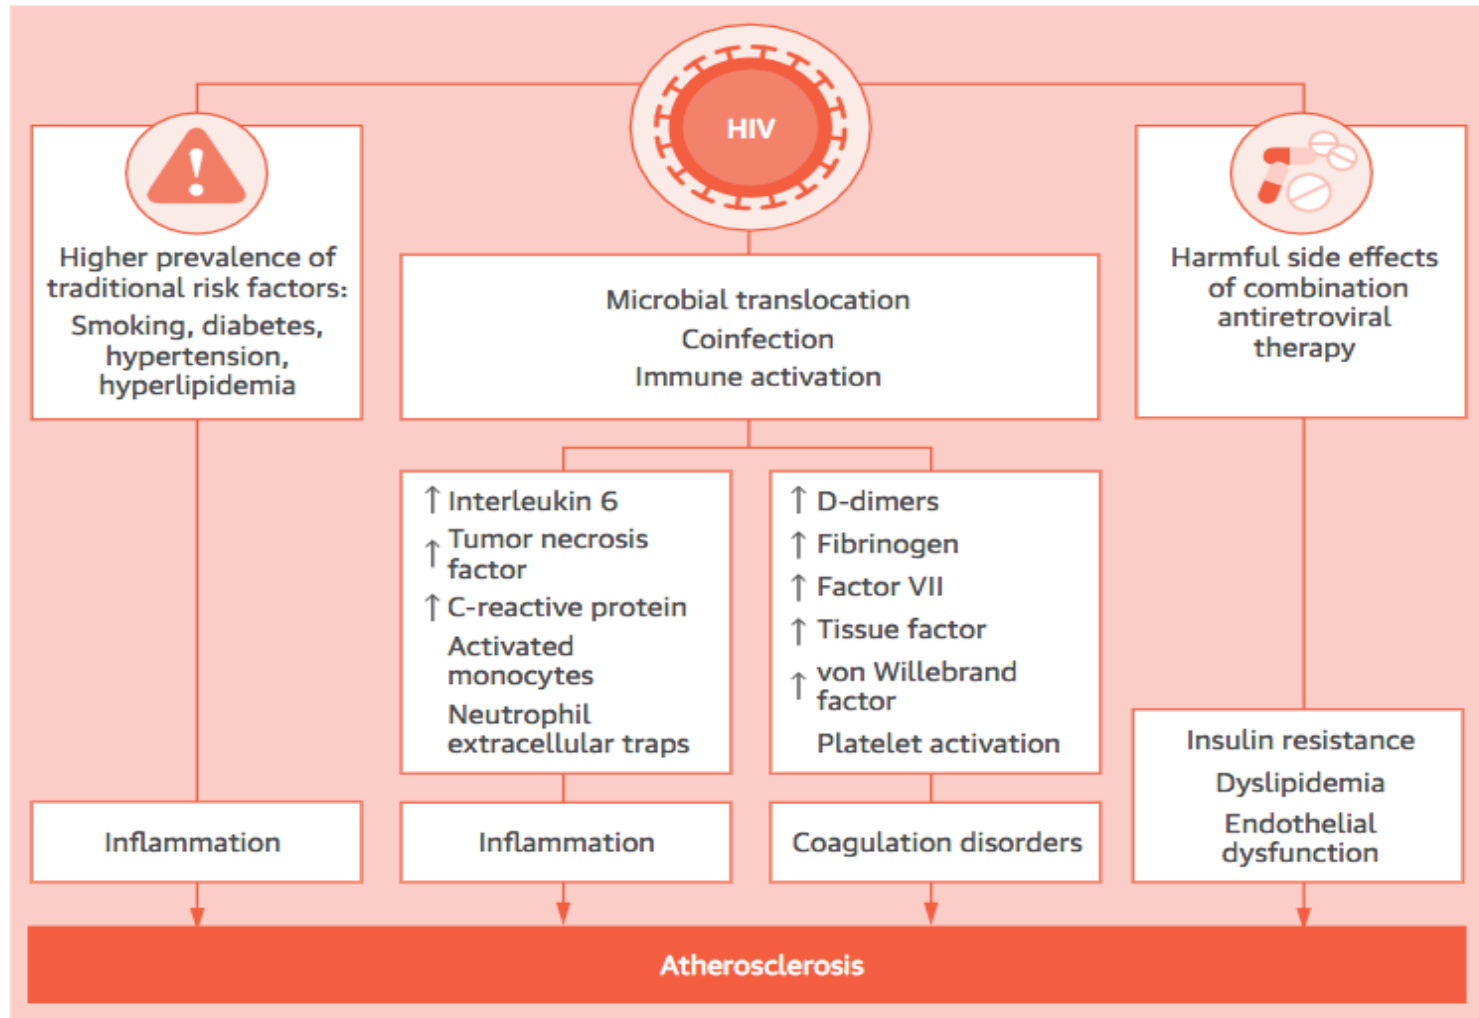 HIV
Higher prevalence of
traditional risk factors:
Smoking, diabetes,
hypertension,
hyperlipidemia
Microbial translocation
Coinfection
Immune activation
Harmful side effects
of combination
antiretroviral
therapy
↑ Interleukin 6
↑ Tumor necrosis
factor
↑ C-reactive protein
Activated
monocytes
Neutrophil
extracellular traps
↑ D-dimers
↑ Fibrinogen
↑ Factor VII
↑ Tissue factor
↑ von Willebrand
factor
Platelet activation
Insulin resistance
Dyslipidemia
Endothelial
dysfunction
Inflammation
Inflammation
Coagulation disorders
Atherosclerosis